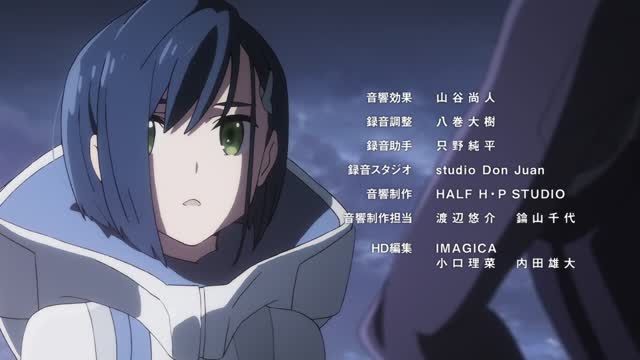 音響効果 山谷尚人
録音調整 八巻大樹
録音助手 只野純平
録音スタジオ studio Don Juan
音響制作 HALF H・P STUDIO
音響制作担当 渡辺悠介 鑰山千代
HD編集 IMAGICA
小口理菜 内田雄大